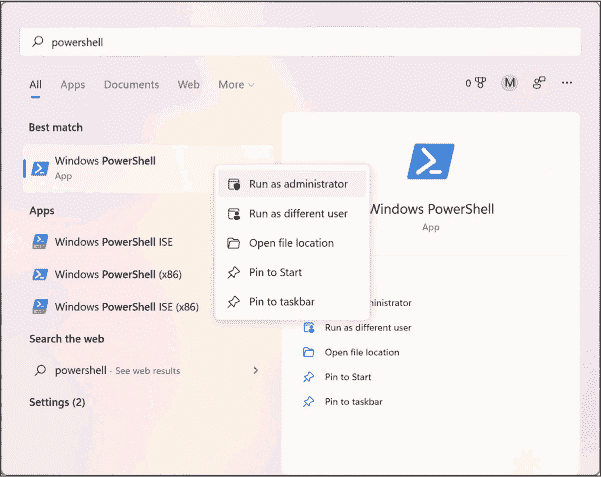 powershell
All Apps Documents Web More
0 M ...
Best match
Windows PowerShell
App
Apps
Windows PowerShell ISE
Windows PowerShell (x86)
Windows PowerShell ISE (x86)
Search the web
powershell - See web results
Settings (2)
Run as administrator
Run as different user
Open file location
Pin to Start
Pin to taskbar
Windows PowerShell
App
ministrator
Run as different user
Open file location
Pin to Start
Pin to taskbar